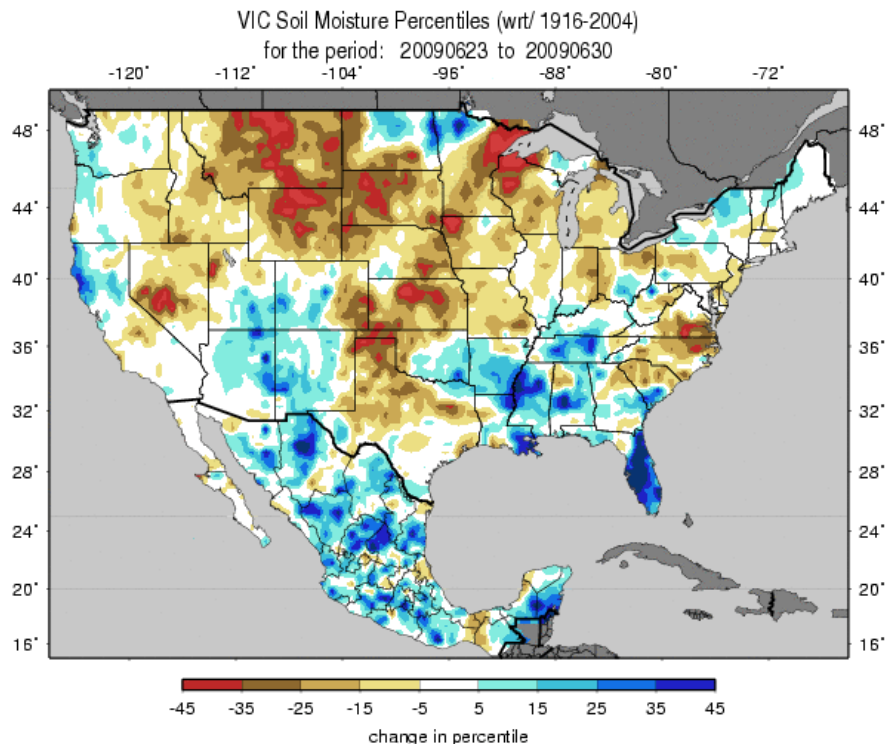 VIC Soil Moisture Percentiles (wrt/ 1916-2004)
for the period: 20090623 to 20090630
-120° -112° -104° -96° -88° -80° -72°
48° 48°
44° 44°
40° 40°
36° 36°
32° 32°
28° 28°
24° 24°
20° 20°
16° 16°
-45 -35 -25 -15 -5 5 15 25 35 45
change in percentile